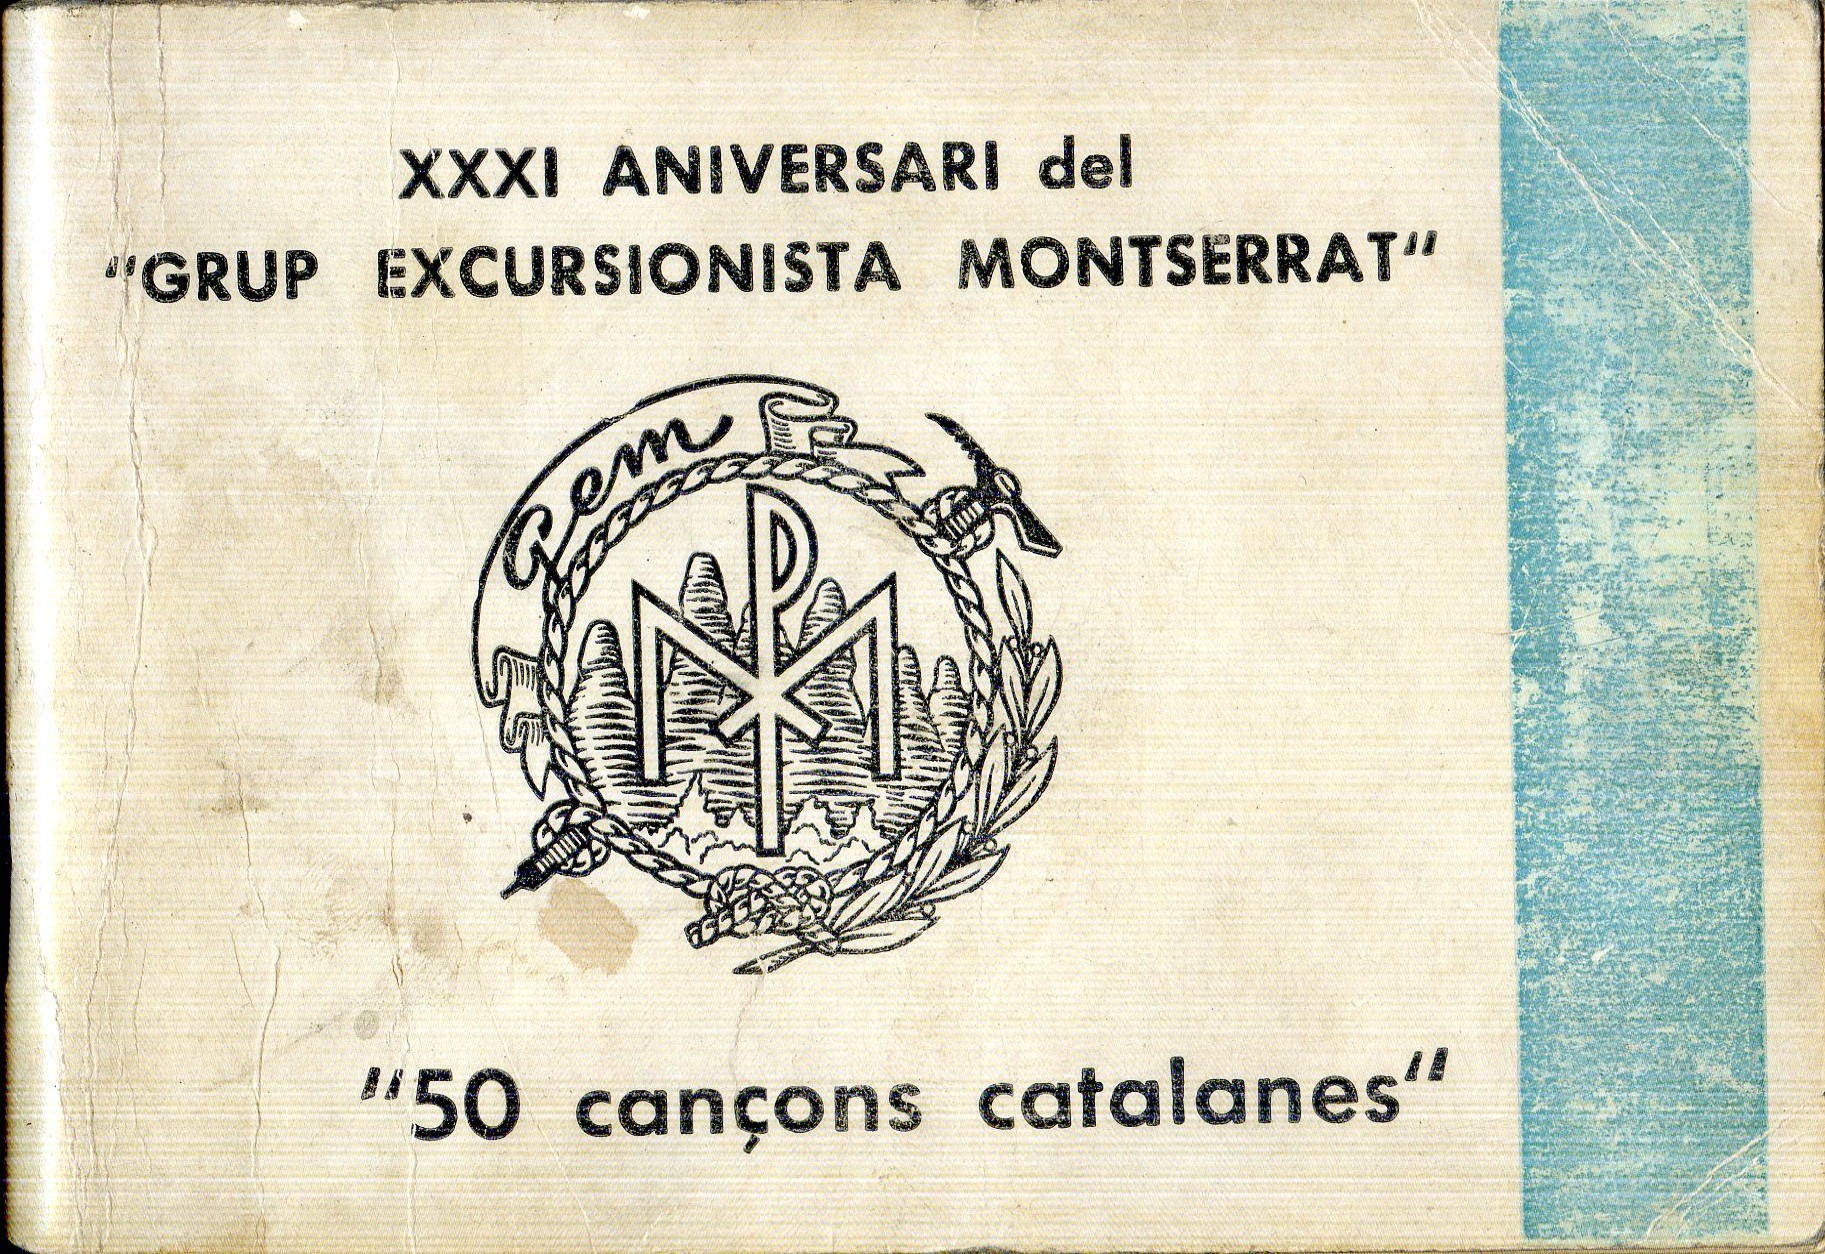 XXXI ANIVERSARI del
"GRUP EXCURSIONISTA MONTSERRAT"
Gem
"50 cançons catalanes"